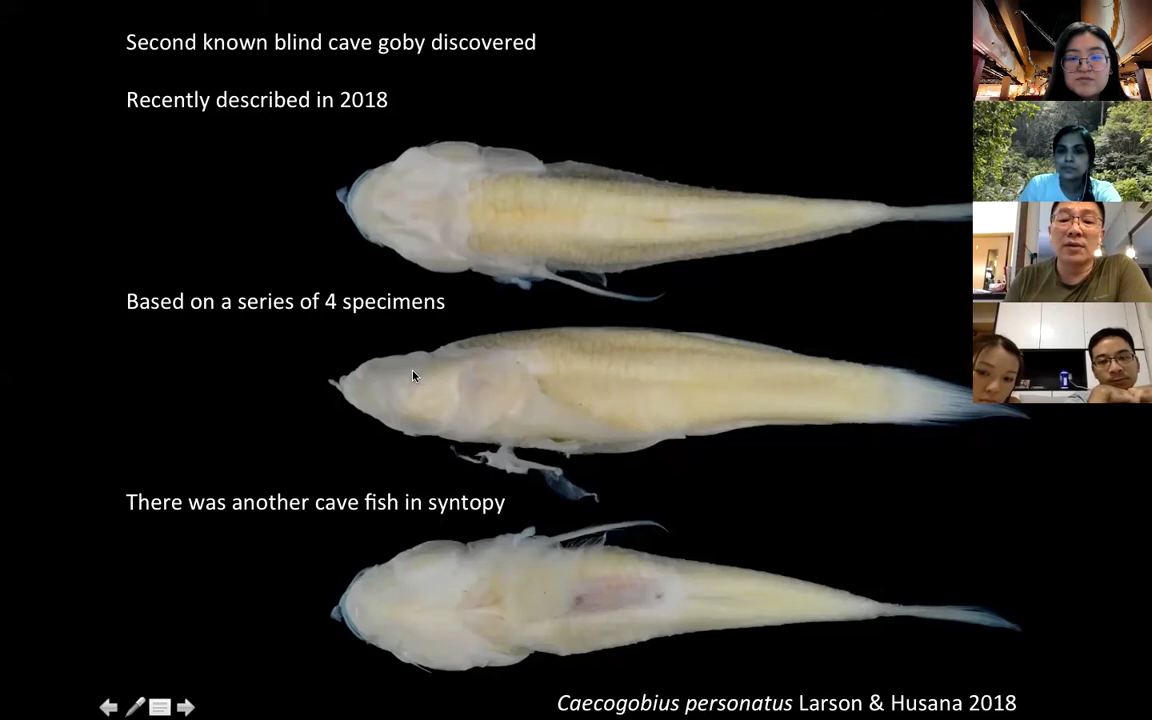 Second known blind cave goby discovered
Recently described in 2018
Based on a series of 4 specimens
There was another cave fish in syntopy
Caecogobius personatus Larson & Husana 2018